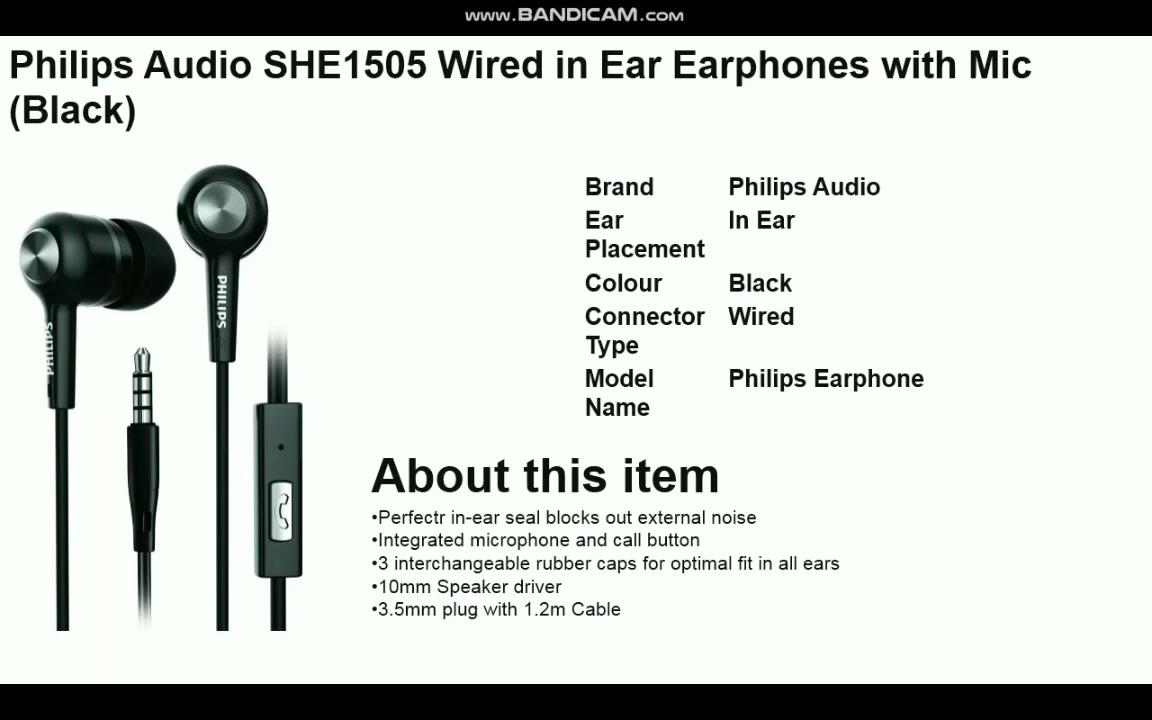 www.BANDICAM.com
Philips Audio SHE1505 Wired in Ear Earphones with Mic
(Black)
PHILIPS
PHILIPS
Brand Philips Audio
Ear In Ear
Placement
Colour Black
Connector Wired
Type
Model Philips Earphone
Name
About this item
•Perfectr in-ear seal blocks out external noise
•Integrated microphone and call button
•3 interchangeable rubber caps for optimal fit in all ears
•10mm Speaker driver
•3.5mm plug with 1.2m Cable